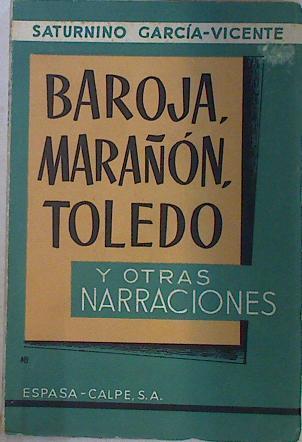 SATURNINO GARCÍA-VICENTE
BAROJA,
MARAÑÓN,
TOLEDO
Y OTRAS
NARRACIONES
ESPASA-CALPE, S.A.